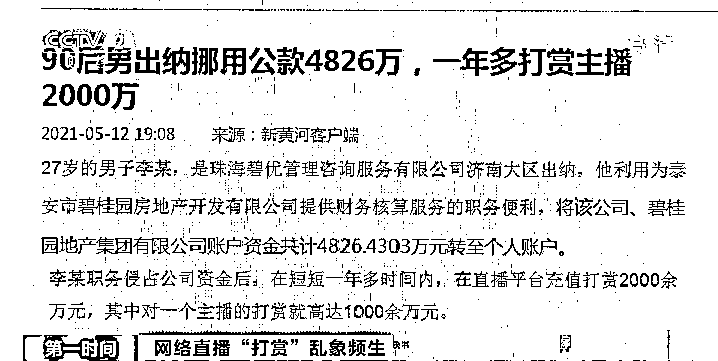 CCTV 2
90后男出纳挪用公款4826万，一年多打赏主播
2000万
2021-05-12 19:08 来源：新黄河客户端
27岁的男子李某，是珠海碧优管理咨询服务有限公司济南大区出纳，他利用为泰
安市碧桂园房地产开发有限公司提供财务核算服务的职务便利，将该公司、碧桂
园地产集团有限公司账户资金共计4826.4303万元转至个人账户。
李某职务侵占公司资金后，在短短一年多时间内，在直播平台充值打赏2000余
万元，其中对一个主播的打赏就高达1000余万元。
第一时间 网络直播“打赏”乱象频生